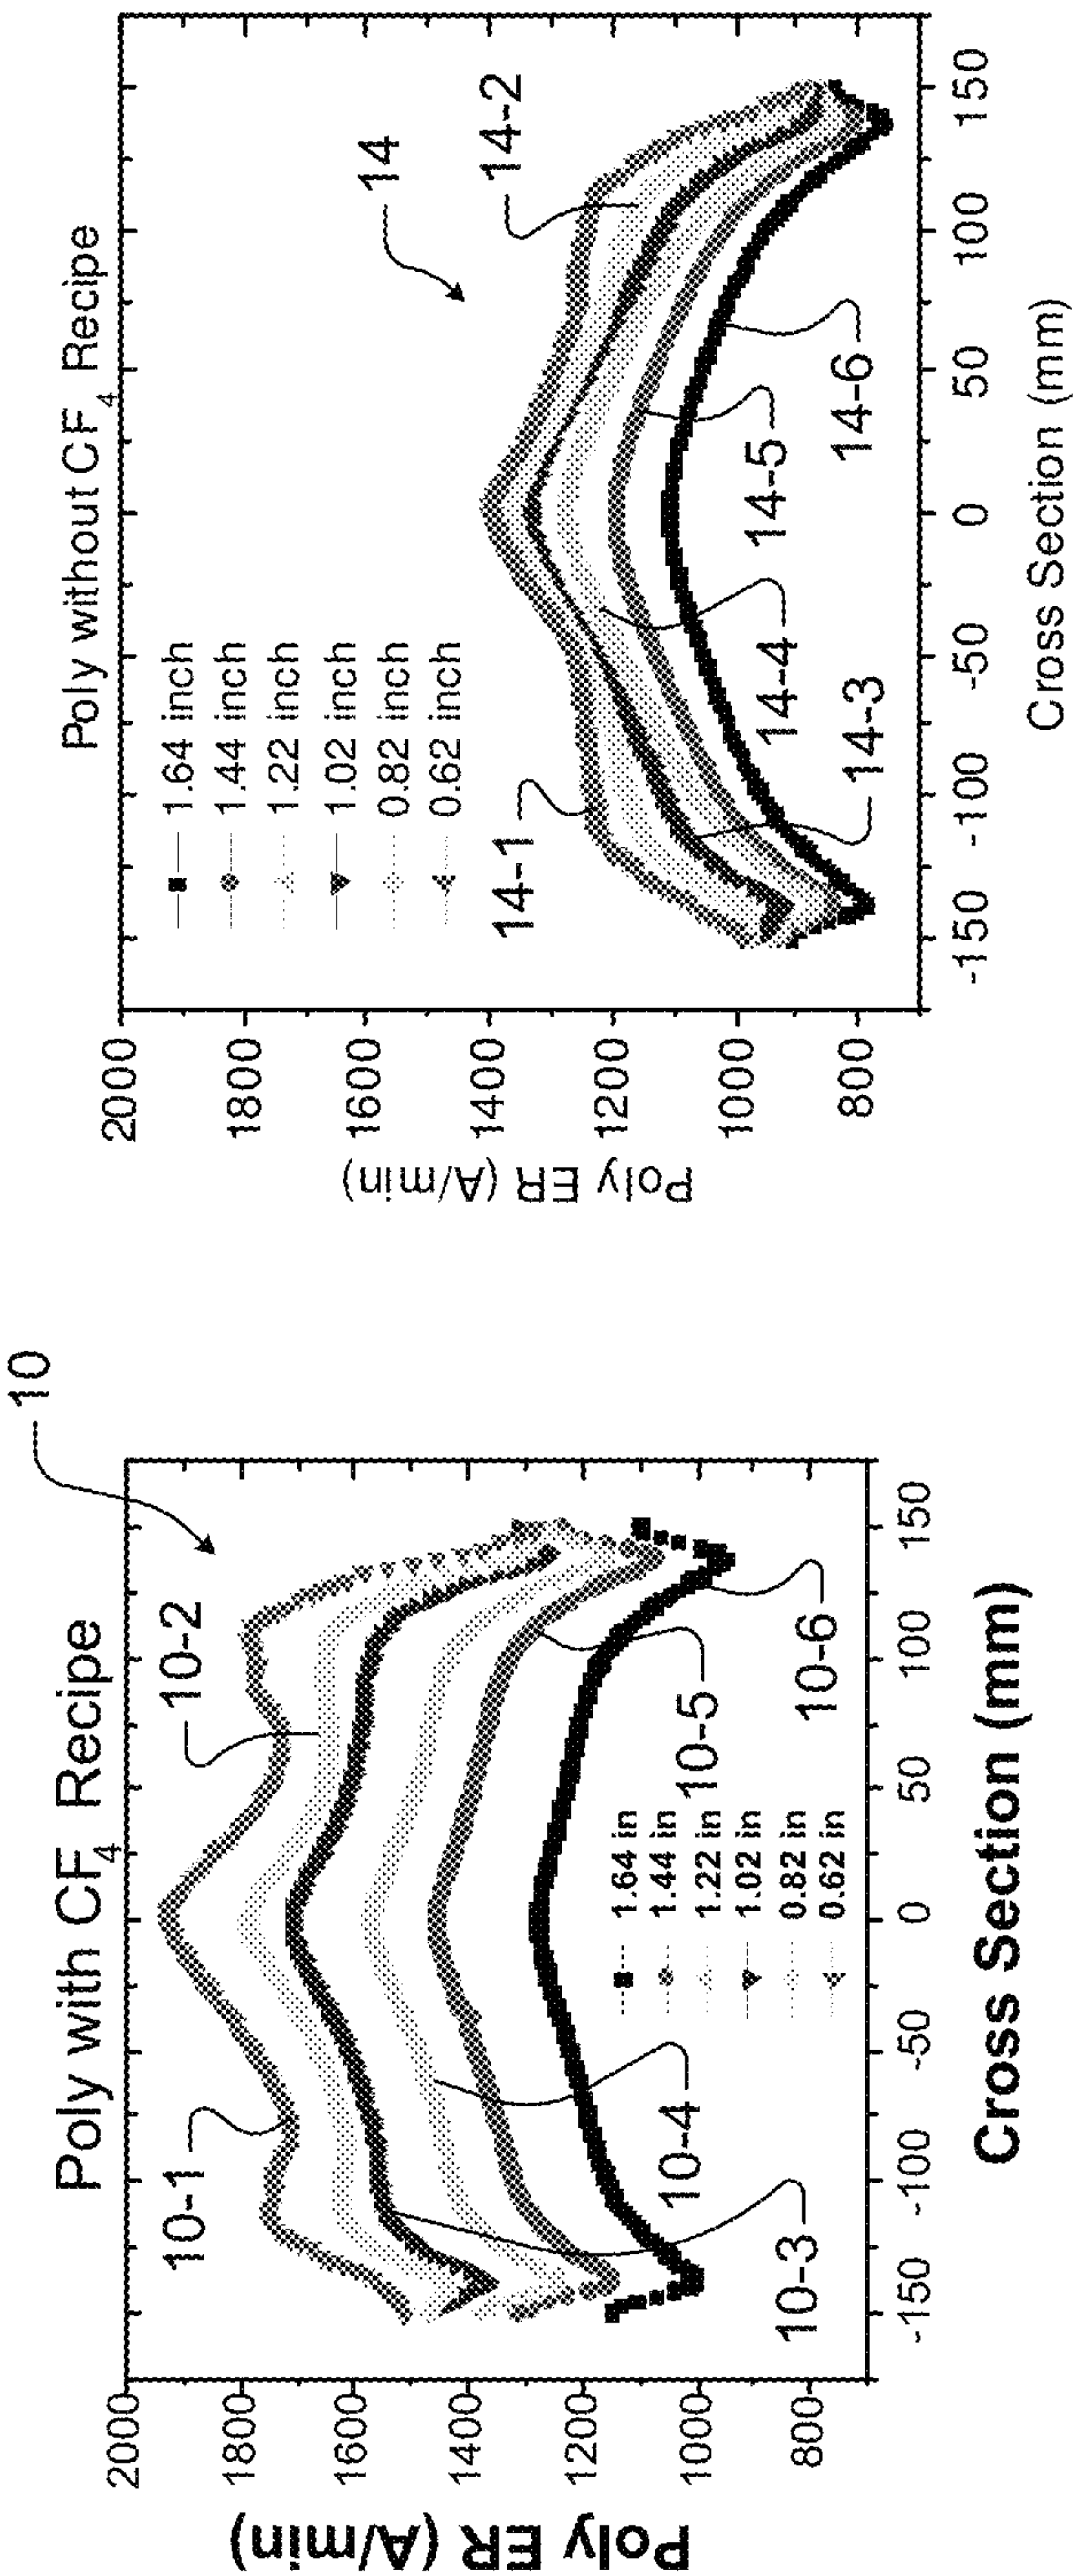 10
Poly with CF4 Recipe
10-1
10-2
2000
1800
1600
1400
1200
1000
800
Poly ER (A/min)
1.64 in
1.44 in
1.22 in
1.02 in
0.82 in
0.62 in
10-3
10-4
10-5
10-6
-150
-100
-50
0
50
100
150
Cross Section (mm)
Poly without CF4 Recipe
14
14-1
14-2
2000
1800
1600
1400
1200
1000
800
Poly ER (A/min)
1.64 inch
1.44 inch
1.22 inch
1.02 inch
0.82 inch
0.62 inch
14-3
14-4
14-5
14-6
-150
-100
-50
0
50
100
150
Cross Section (mm)